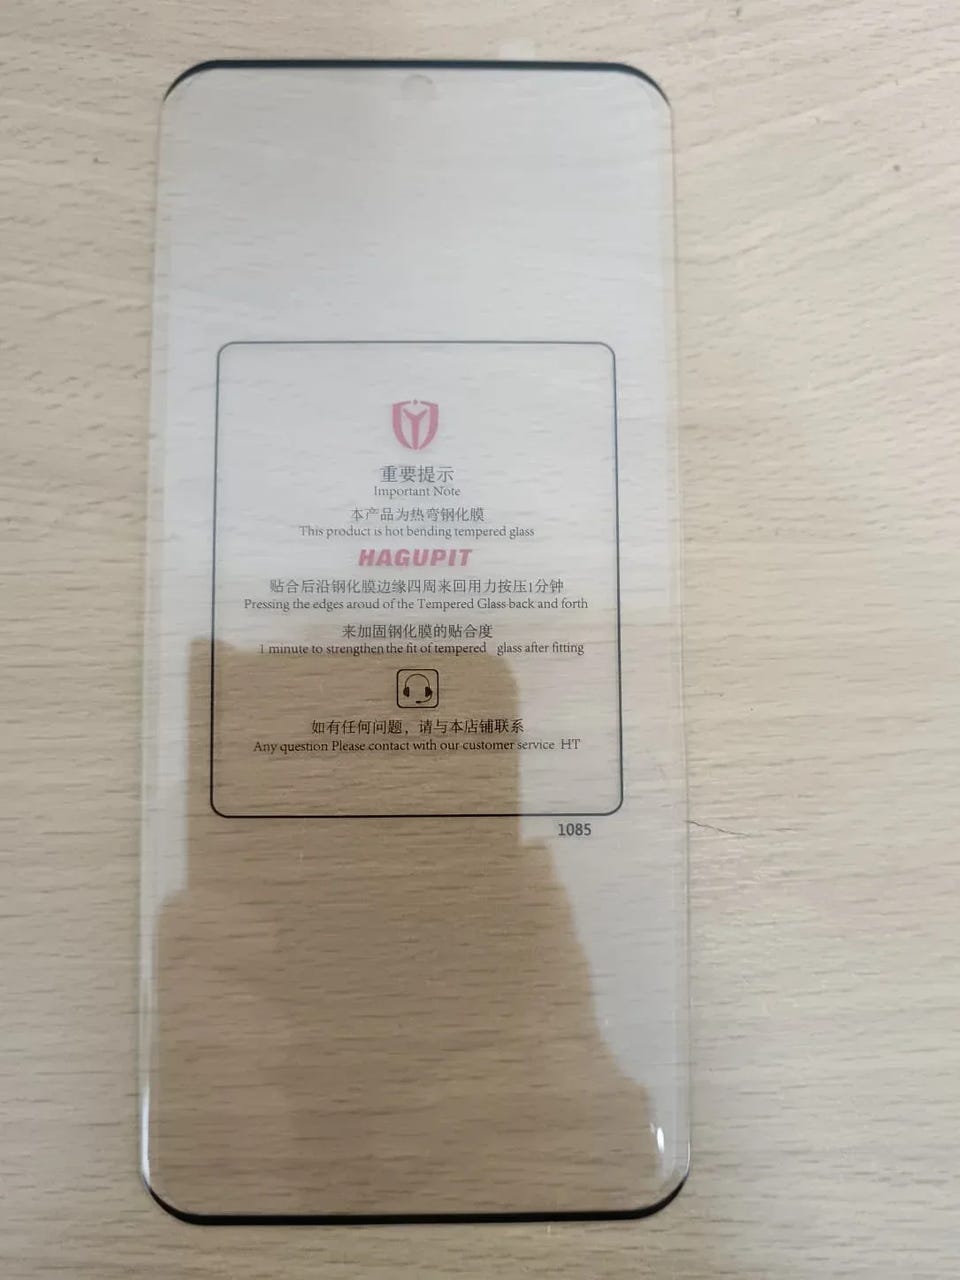 重要提示
Important Note
本产品为热弯钢化膜
This product is hot bending tempered glass
HAGUPIT
贴合后沿钢化膜边缘四周来回用力按压1分钟
Pressing the edges aroud of the Tempered Glass back and forth
来加固钢化膜的贴合度
1 minute to strengthen the fit of tempered glass after fitting
如有任何问题，请与本店铺联系
Any question Please contact with our customer service HT
1085